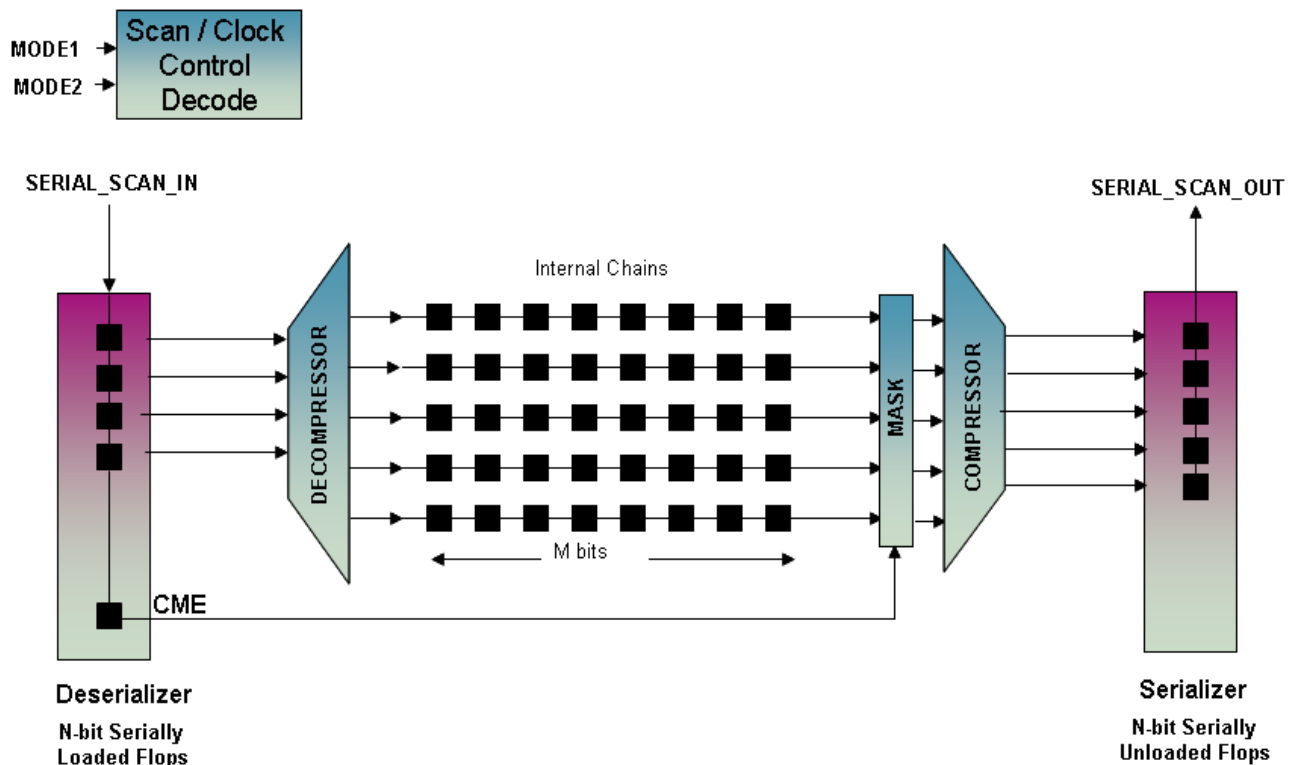 Scan / Clock
Control
Decode
MODE1
MODE2
SERIAL_SCAN_IN
SERIAL_SCAN_OUT
Internal Chains
DECOMPRESSOR
MASK
COMPRESSOR
M bits
CME
Deserializer
N-bit Serially
Loaded Flops
Serializer
N-bit Serially
Unloaded Flops